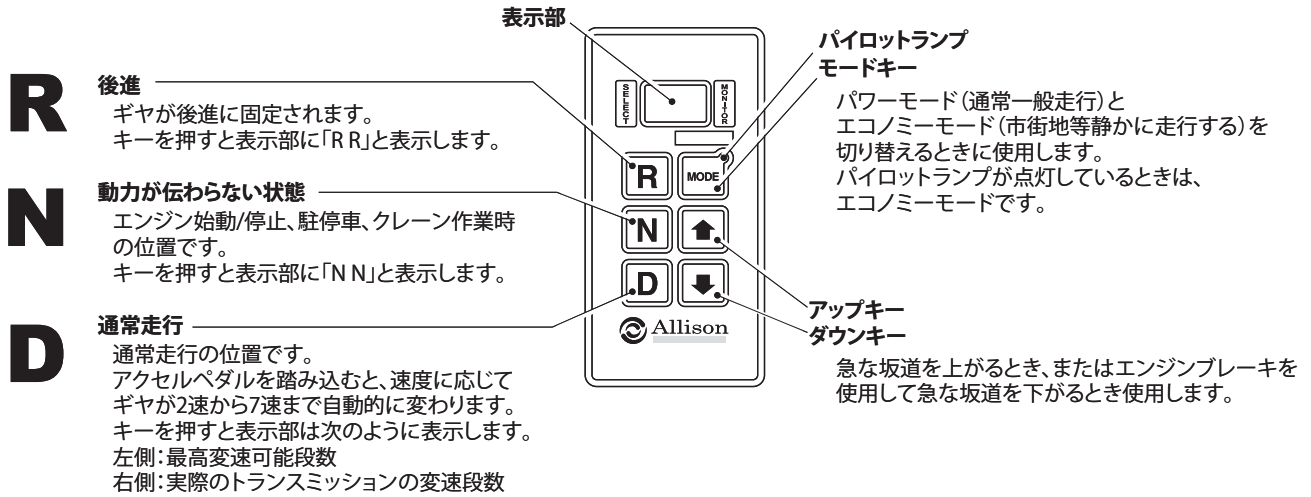 表示部
R
後進
ギヤが後進に固定されます。
キーを押すと表示部に「R R」と表示します。
N
動力が伝わらない状態
エンジン始動/停止、駐停車、クレーン作業時
の位置です。
キーを押すと表示部に「N N」と表示します。
D
通常走行
通常走行の位置です。
アクセルペダルを踏み込むと、速度に応じて
ギヤが2速から7速まで自動的に変わります。
キーを押すと表示部は次のように表示します。
左側：最高変速可能段数
右側：実際のトランスミッションの変速段数
SELECT
MONITOR
R
MODE
N
D
Allison
パイロットランプ
モードキー
パワーモード（通常一般走行）と
エコノミーモード（市街地等静かに走行する）を
切り替えるときに使用します。
パイロットランプが点灯しているときは、
エコノミーモードです。
アップキー
ダウンキー
急な坂道を上がるとき、またはエンジンブレーキを
使用して急な坂道を下がるとき使用します。